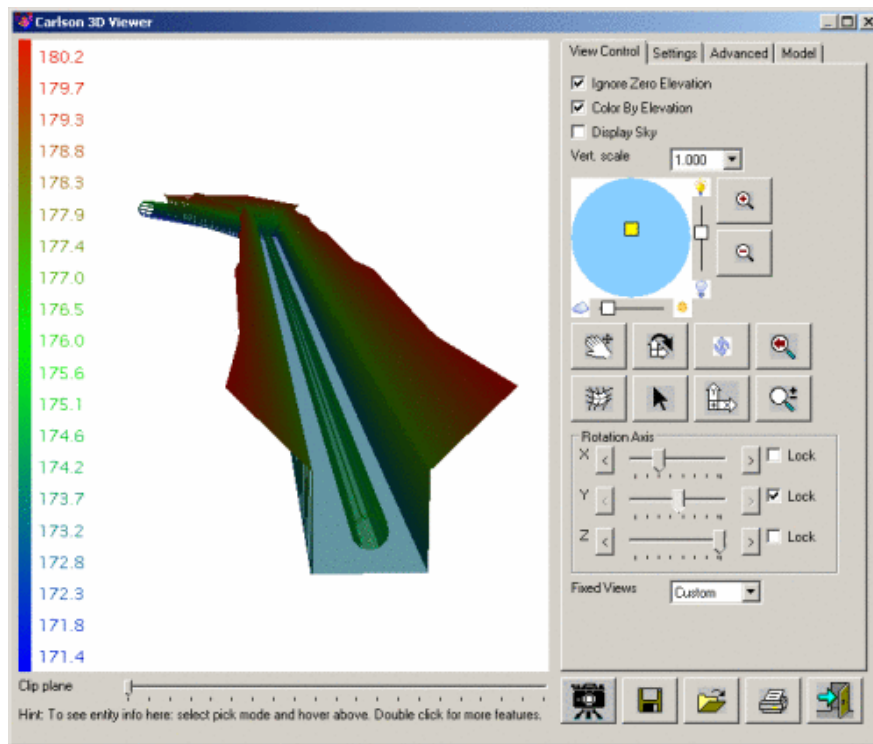 Carlson 3D Viewer
180.2
179.7
179.3
178.8
178.3
177.9
177.4
177.0
176.5
176.0
175.6
175.1
174.6
174.2
173.7
173.2
172.8
172.3
171.8
171.4
View Control Settings Advanced Model
Ignore Zero Elevation
Color By Elevation
Display Sky
Vert. scale 1.000
Rotation Axis
X < > Lock
Y < > Lock
Z < > Lock
Fixed Views Custom
Clip plane
Hint: To see entity info here: select pick mode and hover above. Double click for more features.